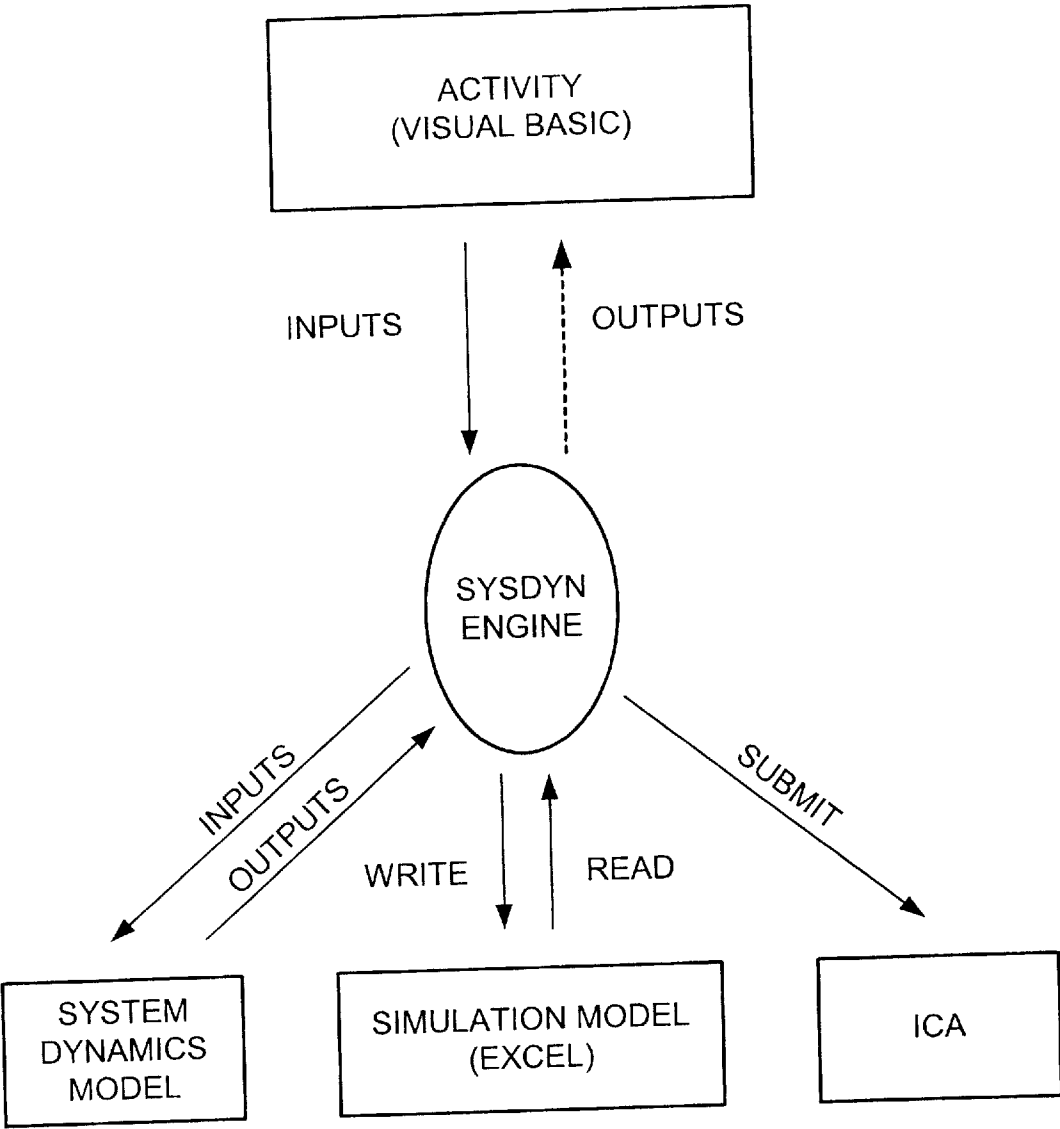 ACTIVITY
(VISUAL BASIC)
INPUTS
OUTPUTS
SYSDYN
ENGINE
INPUTS
OUTPUTS
WRITE
READ
SUBMIT
SYSTEM
DYNAMICS
MODEL
SIMULATION MODEL
(EXCEL)
ICA